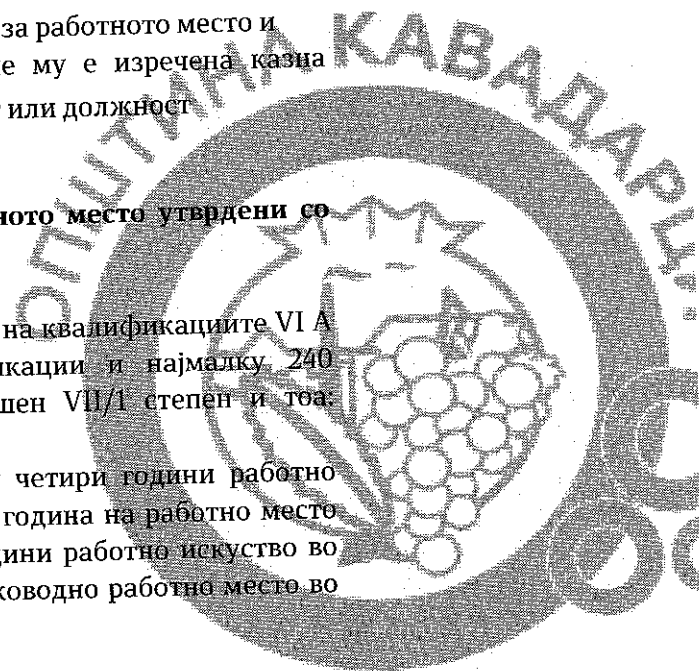 за работното место и
е му е изречена казна
или должност
ното место утврдени со
на квалификациите VI А
икации и најмалку 240
шен VII/1 степен и тоа:
четири години работно
година на работно место
дини работно искуство во
ководно работно место во
ОПШТИНА КАВАДАРЦИ